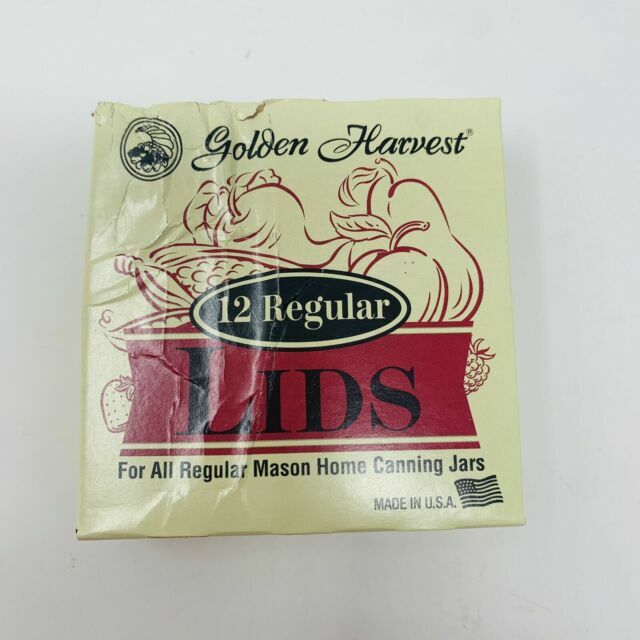 Golden Harvest®
12 Regular
LIDS
For All Regular Mason Home Canning Jars
MADE IN U.S.A.